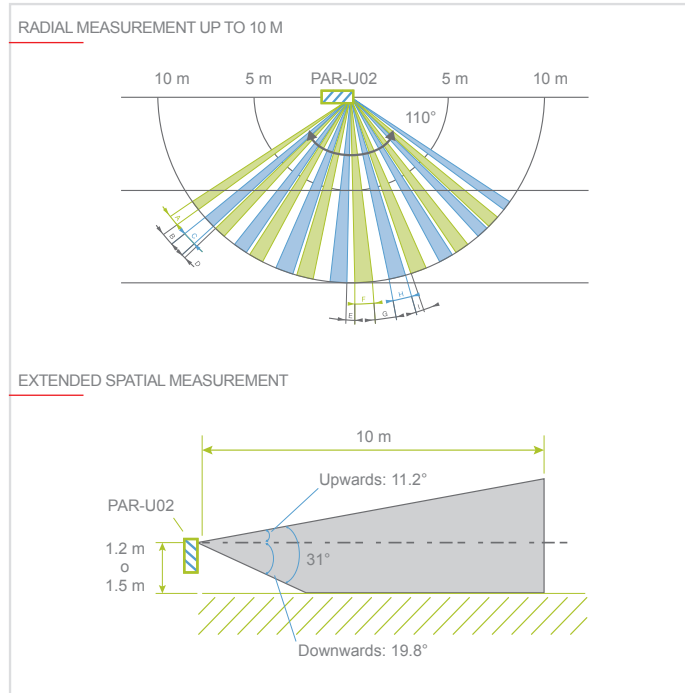 RADIAL MEASUREMENT UP TO 10 M
10 m 5 m PAR-U02 5 m 10 m
110°
A
B
C
D
E
F
G
H
I
EXTENDED SPATIAL MEASUREMENT
10 m
Upwards: 11.2°
PAR-U02
1.2 m
o
1.5 m
31°
Downwards: 19.8°